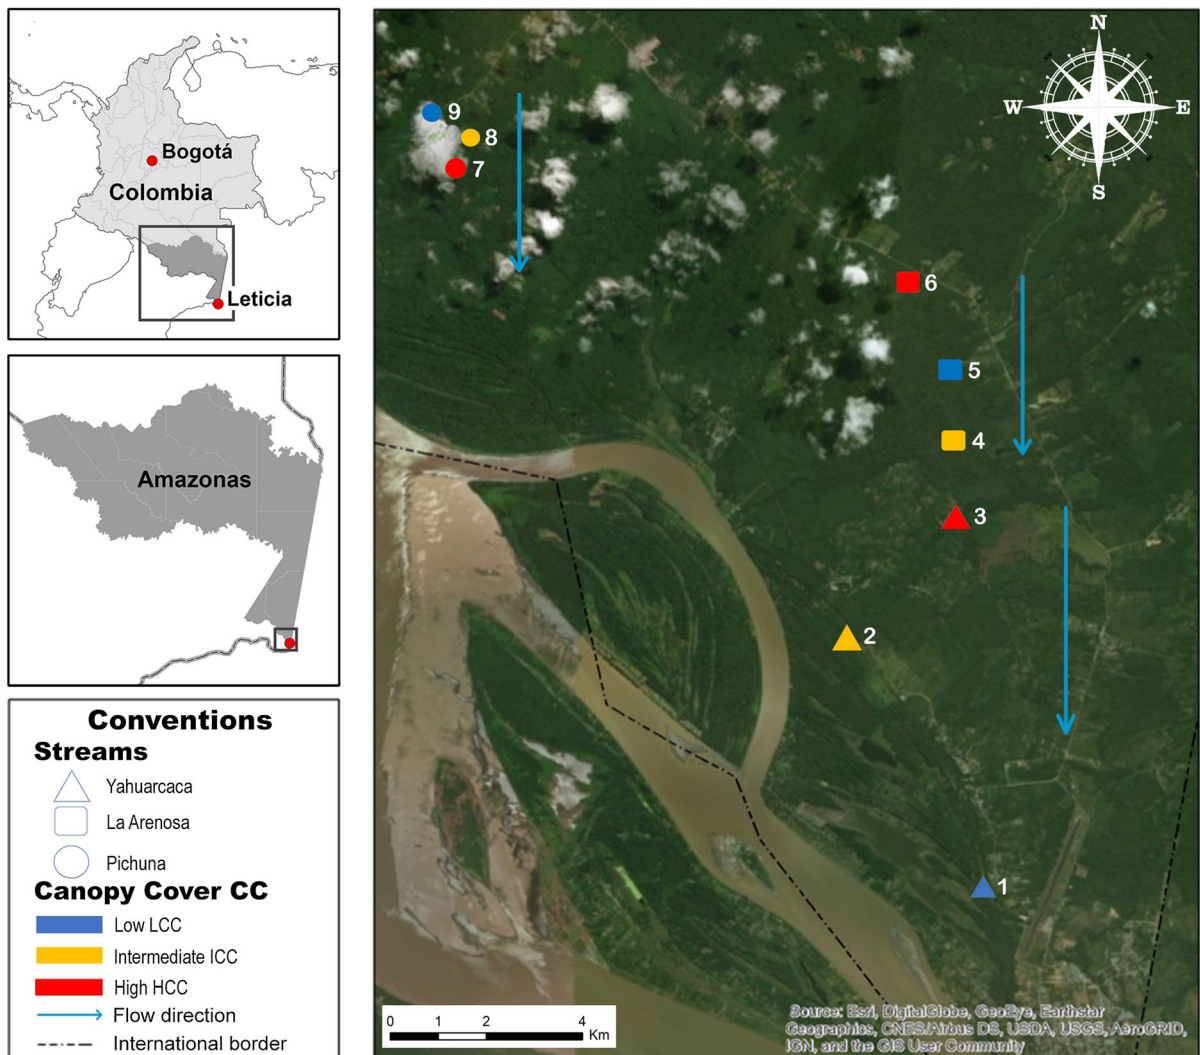 Bogotá
Colombia
Leticia
Amazonas
Conventions
Streams
Yahuarcaca
La Arenosa
Pichuna
Canopy Cover CC
Low LCC
Intermediate ICC
High HCC
Flow direction
International border
N
W
E
S
9
8
7
6
5
4
3
2
1
0 1 2 4
Km
Source: Esri, DigitalGlobe, GeoEye, Earthstar
Geographics, CNES/Airbus DS, USDA, USGS, AeroGRID,
IGN, and the GIS User Community